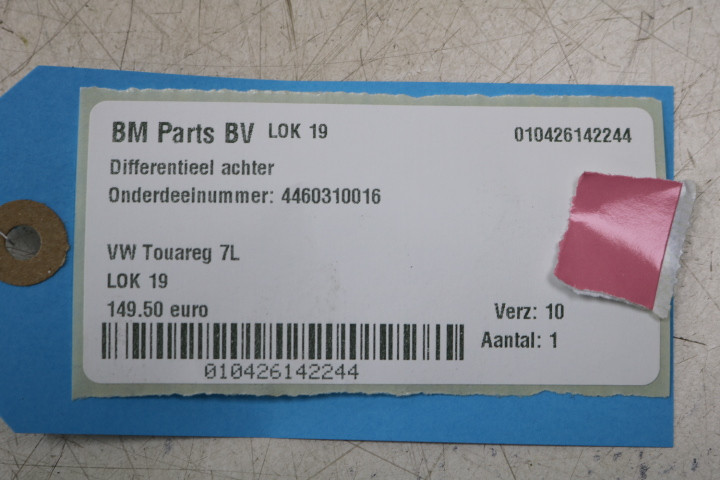 BM Parts BV LOK 19 010426142244
Differentieel achter
Onderdeeinummer: 4460310016
VW Touareg 7L
LOK 19
149.50 euro Verz: 10
Aantal: 1
010426142244